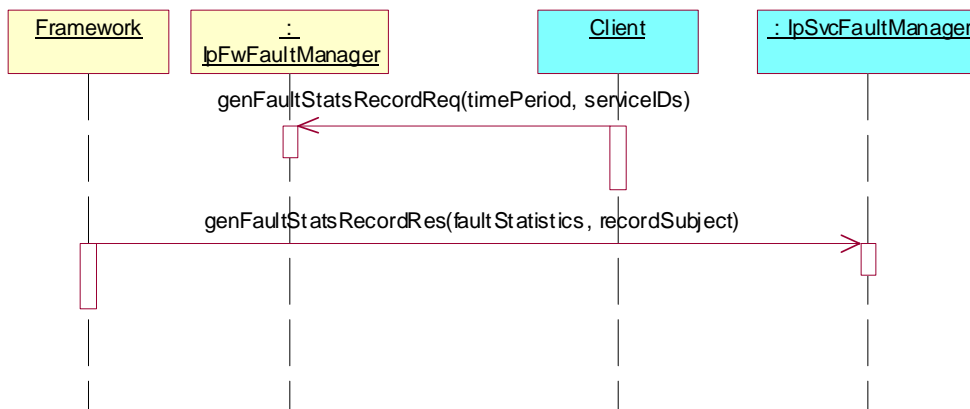 Framework
:
IpFwFaultManager
Client
: IpSvcFaultManager
genFaultStatsRecordReq(timePeriod, serviceIDs)
genFaultStatsRecordRes(faultStatistics, recordSubject)